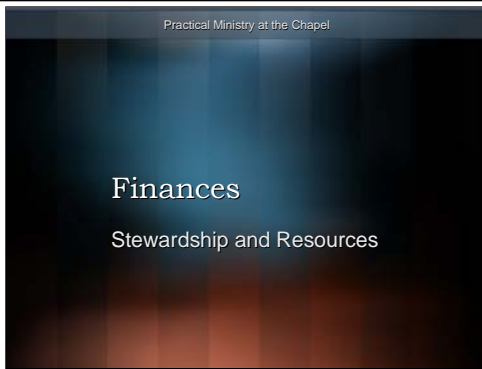 Practical Ministry at the Chapel
Finances
Stewardship and Resources